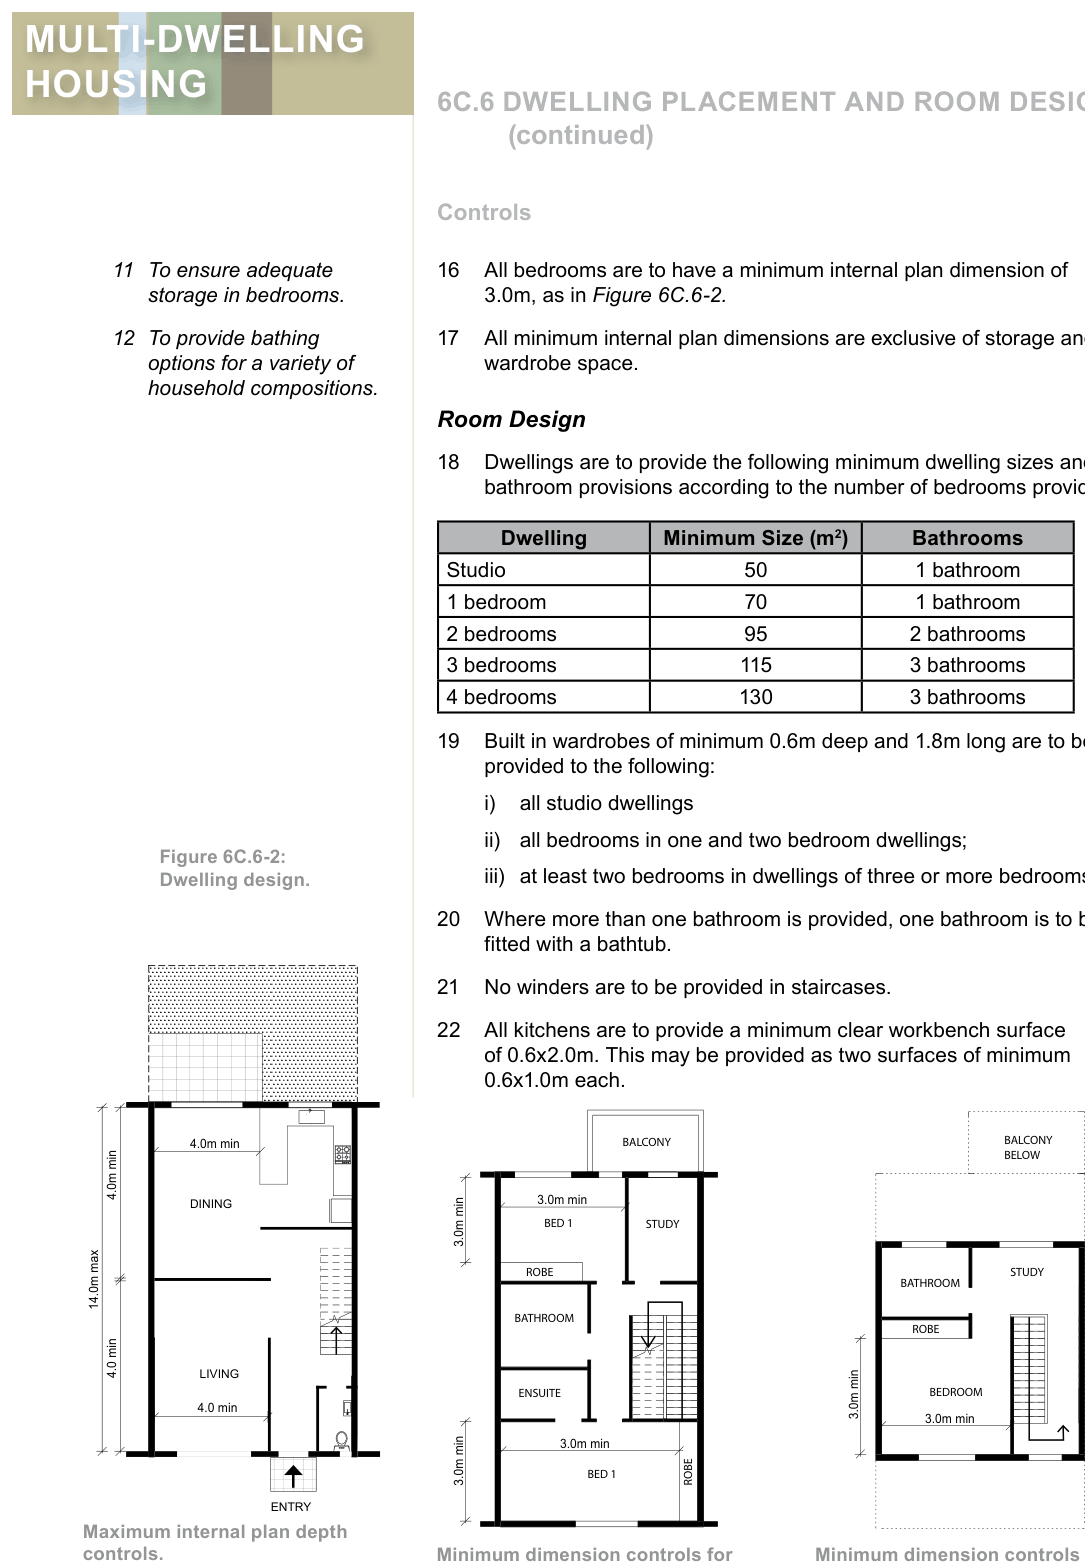 MULTI-DWELLING
HOUSING
6C.6 DWELLING PLACEMENT AND ROOM DESIG
(continued)
Controls
11 To ensure adequate
storage in bedrooms.
12 To provide bathing
options for a variety of
household compositions.
16 All bedrooms are to have a minimum internal plan dimension of
3.0m, as in Figure 6C.6-2.
17 All minimum internal plan dimensions are exclusive of storage an
wardrobe space.
Room Design
18 Dwellings are to provide the following minimum dwelling sizes an
bathroom provisions according to the number of bedrooms provid
Dwelling Minimum Size (m²) Bathrooms
Studio 50 1 bathroom
1 bedroom 70 1 bathroom
2 bedrooms 95 2 bathrooms
3 bedrooms 115 3 bathrooms
4 bedrooms 130 3 bathrooms
19 Built in wardrobes of minimum 0.6m deep and 1.8m long are to be
provided to the following:
i) all studio dwellings
ii) all bedrooms in one and two bedroom dwellings;
iii) at least two bedrooms in dwellings of three or more bedrooms
20 Where more than one bathroom is provided, one bathroom is to b
fitted with a bathtub.
21 No winders are to be provided in staircases.
22 All kitchens are to provide a minimum clear workbench surface
of 0.6x2.0m. This may be provided as two surfaces of minimum
0.6x1.0m each.
Figure 6C.6-2:
Dwelling design.
4.0m min
4.0m min
DINING
14.0m max
4.0 min
LIVING
4.0 min
ENTRY
Maximum internal plan depth
controls.
BALCONY
3.0m min
3.0m min
BED 1
STUDY
ROBE
BATHROOM
ENSUITE
3.0m min
3.0m min
BED 1
ROBE
Minimum dimension controls for
BALCONY
BELOW
BATHROOM
STUDY
ROBE
BEDROOM
3.0m min
3.0m min
Minimum dimension controls